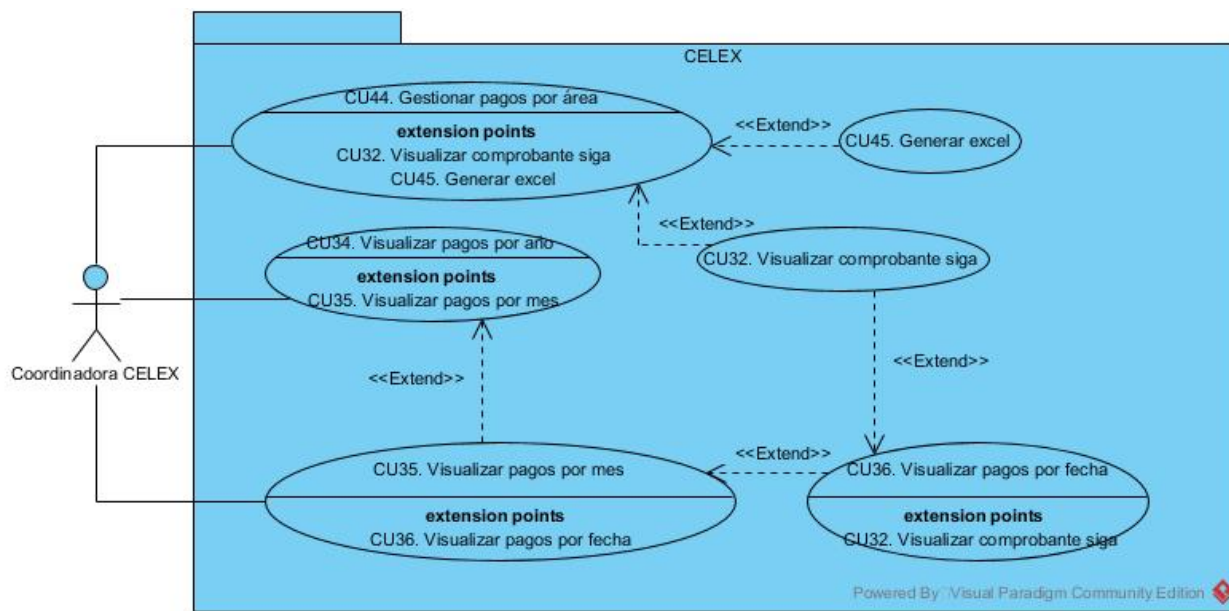 CELEX
CU44. Gestionar pagos por área
extension points
CU32. Visualizar comprobante siga
CU45. Generar excel
<<Extend>>
CU45. Generar excel
<<Extend>>
CU32. Visualizar comprobante siga
CU34. Visualizar pagos por año
extension points
CU35. Visualizar pagos por mes
Coordinadora CELEX
<<Extend>>
<<Extend>>
<<Extend>>
CU35. Visualizar pagos por mes
extension points
CU36. Visualizar pagos por fecha
CU36. Visualizar pagos por fecha
extension points
CU32. Visualizar comprobante siga
Powered By Visual Paradigm Community Edition